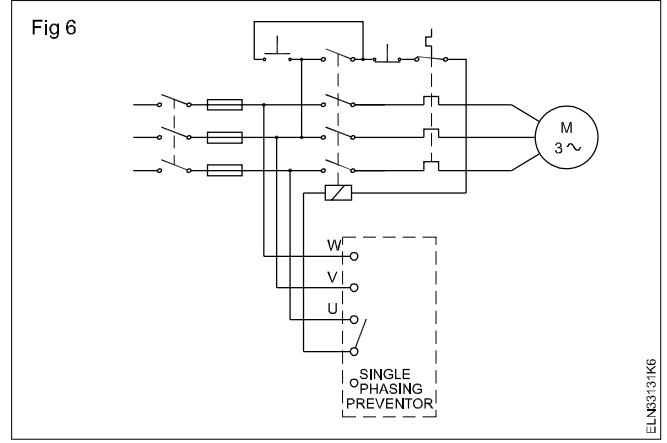 Fig 6
M
3 ~
W
V
U
SINGLE
PHASING
PREVENTOR
ELN33131K6